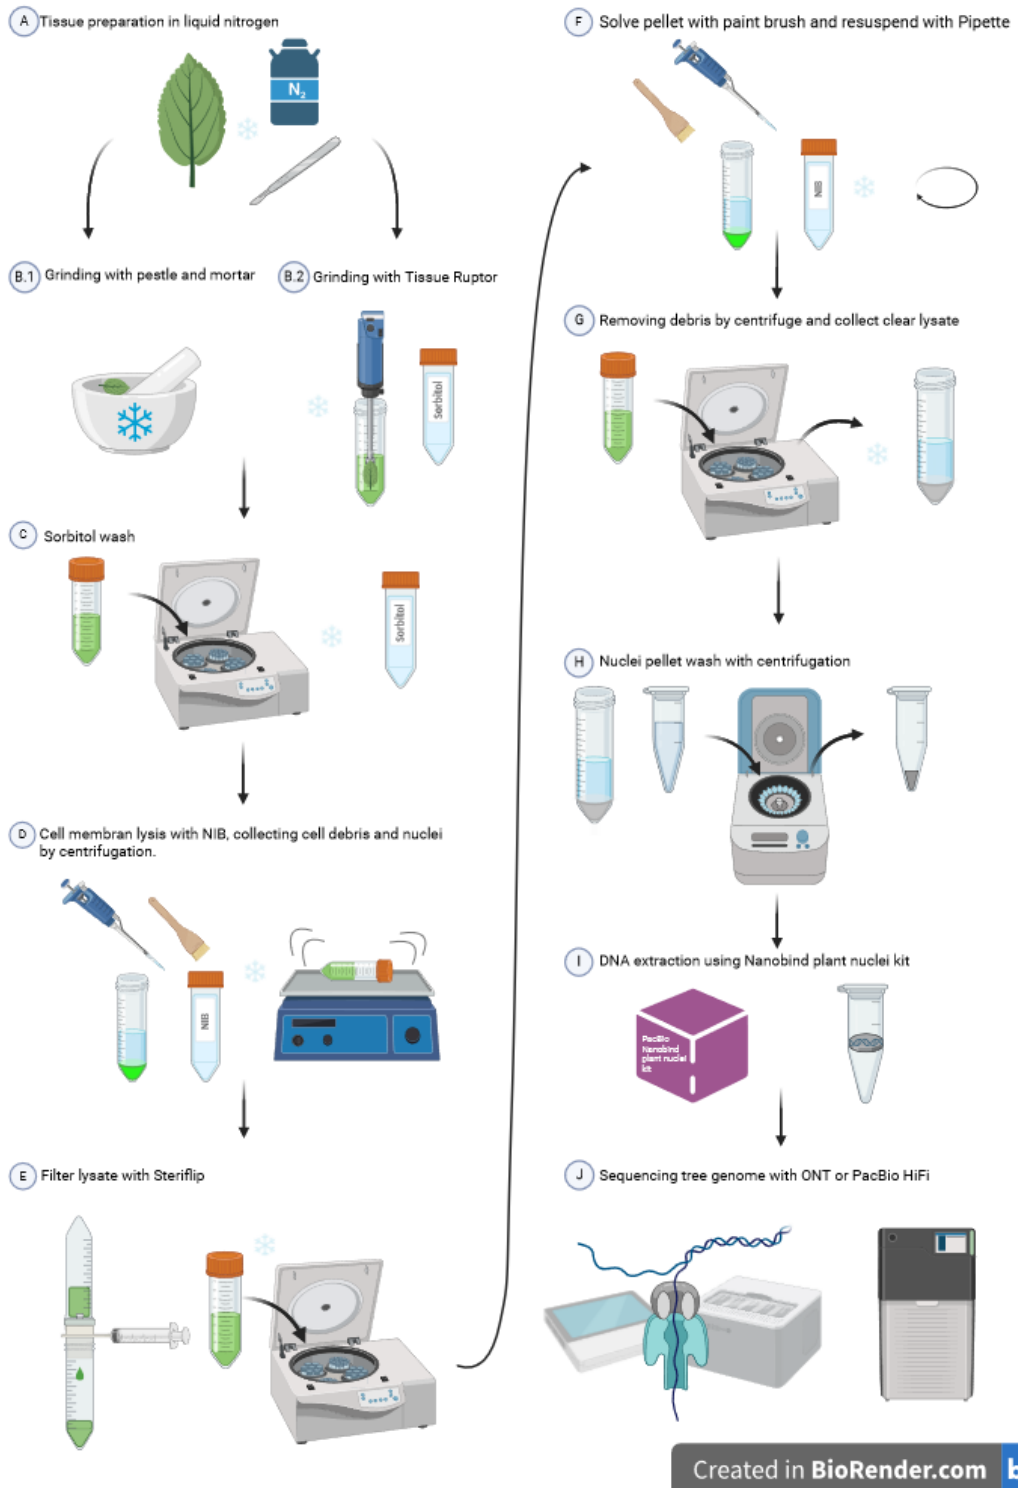 A Tissue preparation in liquid nitrogen
N₂
B.1 Grinding with pestle and mortar
B.2 Grinding with Tissue Ruptor
Sorbitol
C Sorbitol wash
Sorbitol
D Cell membran lysis with NIB, collecting cell debris and nuclei
by centrifugation.
NIB
E Filter lysate with Steriflip
F Solve pellet with paint brush and resuspend with Pipette
NIB
G Removing debris by centrifuge and collect clear lysate
H Nuclei pellet wash with centrifugation
I DNA extraction using Nanobind plant nuclei kit
PacBio
Nanobind
plant nuclei
kit
J Sequencing tree genome with ONT or PacBio HiFi
Created in BioRender.com b